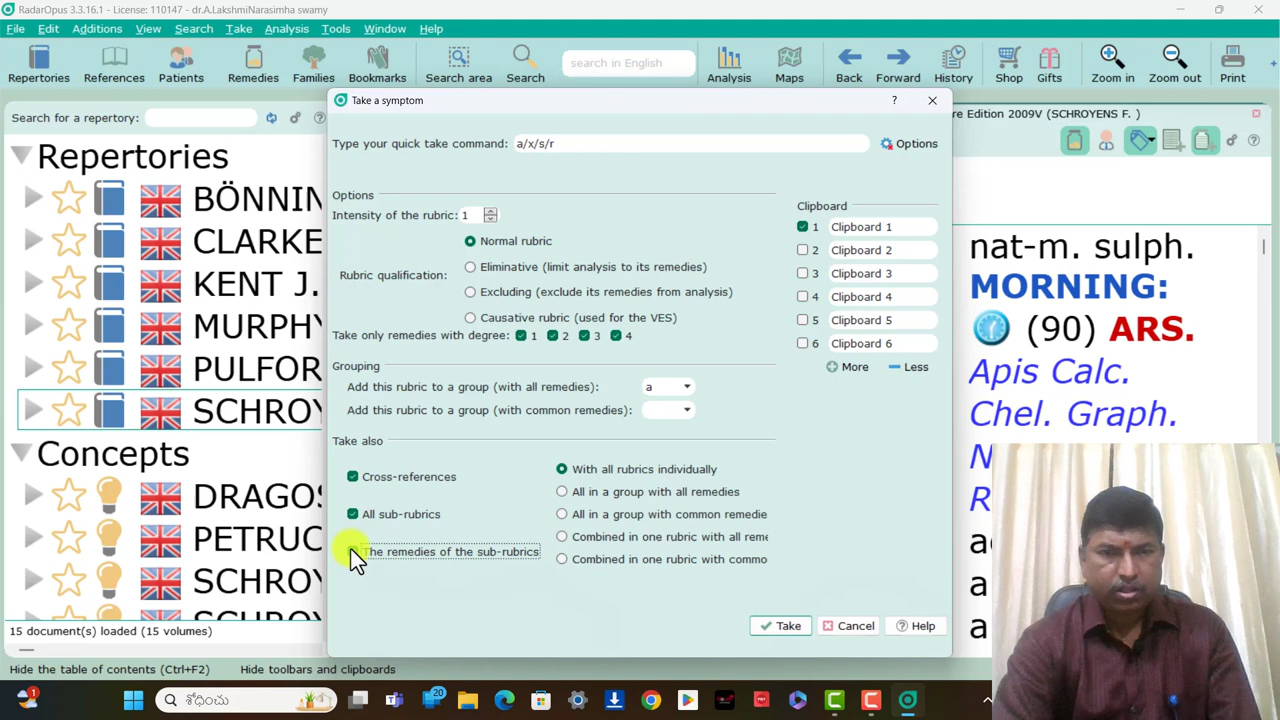 RadarOpus 3.3.16.1 - License: 110147 - dr.A.LakshmiNarasimha swamy
File Edit Additions View Search Take Analysis Tools Window Help
Repertories References Patients Remedies Families Bookmarks Search area Search search in English Analysis Maps Back Forward History Shop Gifts Zoom in Zoom out Print
Search for a repertory:
Repertories
BÖNNIN
CLARKE
KENT J.
MURPHY
PULFOR
SCHROY
Concepts
DRAGOS
PETRUC
SCHROY
15 document(s) loaded (15 volumes)
Hide the table of contents (Ctrl+F2) Hide toolbars and clipboards
Take a symptom
Type your quick take command: a/x/s/r Options
Options
Intensity of the rubric: 1
Rubric qualification:
Normal rubric
Eliminative (limit analysis to its remedies)
Excluding (exclude its remedies from analysis)
Causative rubric (used for the VES)
Take only remedies with degree: 1 2 3 4
Grouping
Add this rubric to a group (with all remedies): a
Add this rubric to a group (with common remedies):
Take also
Cross-references
All sub-rubrics
The remedies of the sub-rubrics
With all rubrics individually
All in a group with all remedies
All in a group with common remedie
Combined in one rubric with all reme
Combined in one rubric with commo
Clipboard
1 Clipboard 1
2 Clipboard 2
3 Clipboard 3
4 Clipboard 4
5 Clipboard 5
6 Clipboard 6
More Less
Take Cancel Help
re Edition 2009V (SCHROYENS F. )
nat-m. sulph.
MORNING:
(90) ARS.
Apis Calc.
Chel. Graph.
శోధించు
1
20